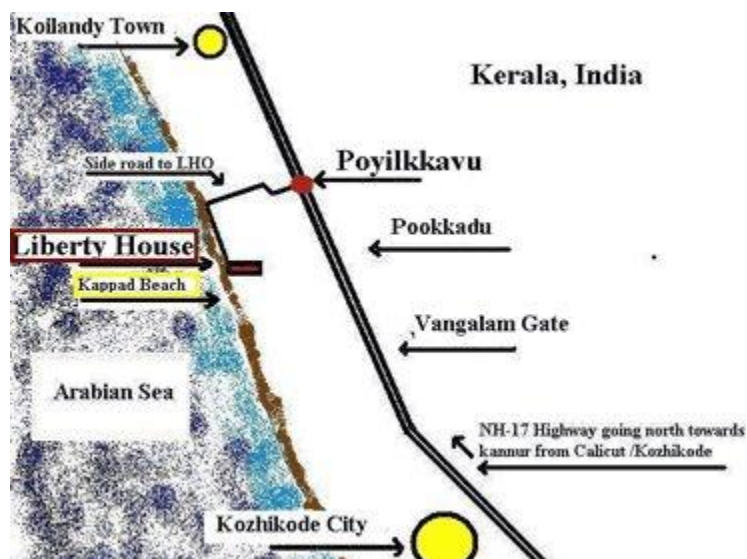 Koilandy Town
Kerala, India
Side road to LHO
Poyilkkavu
Pookkadu
Liberty House
Kappad Beach
,Vangalam Gate
Arabian Sea
NH-17 Highway going north towards
kannur from Calicut /Kozhikode
Kozhikode City